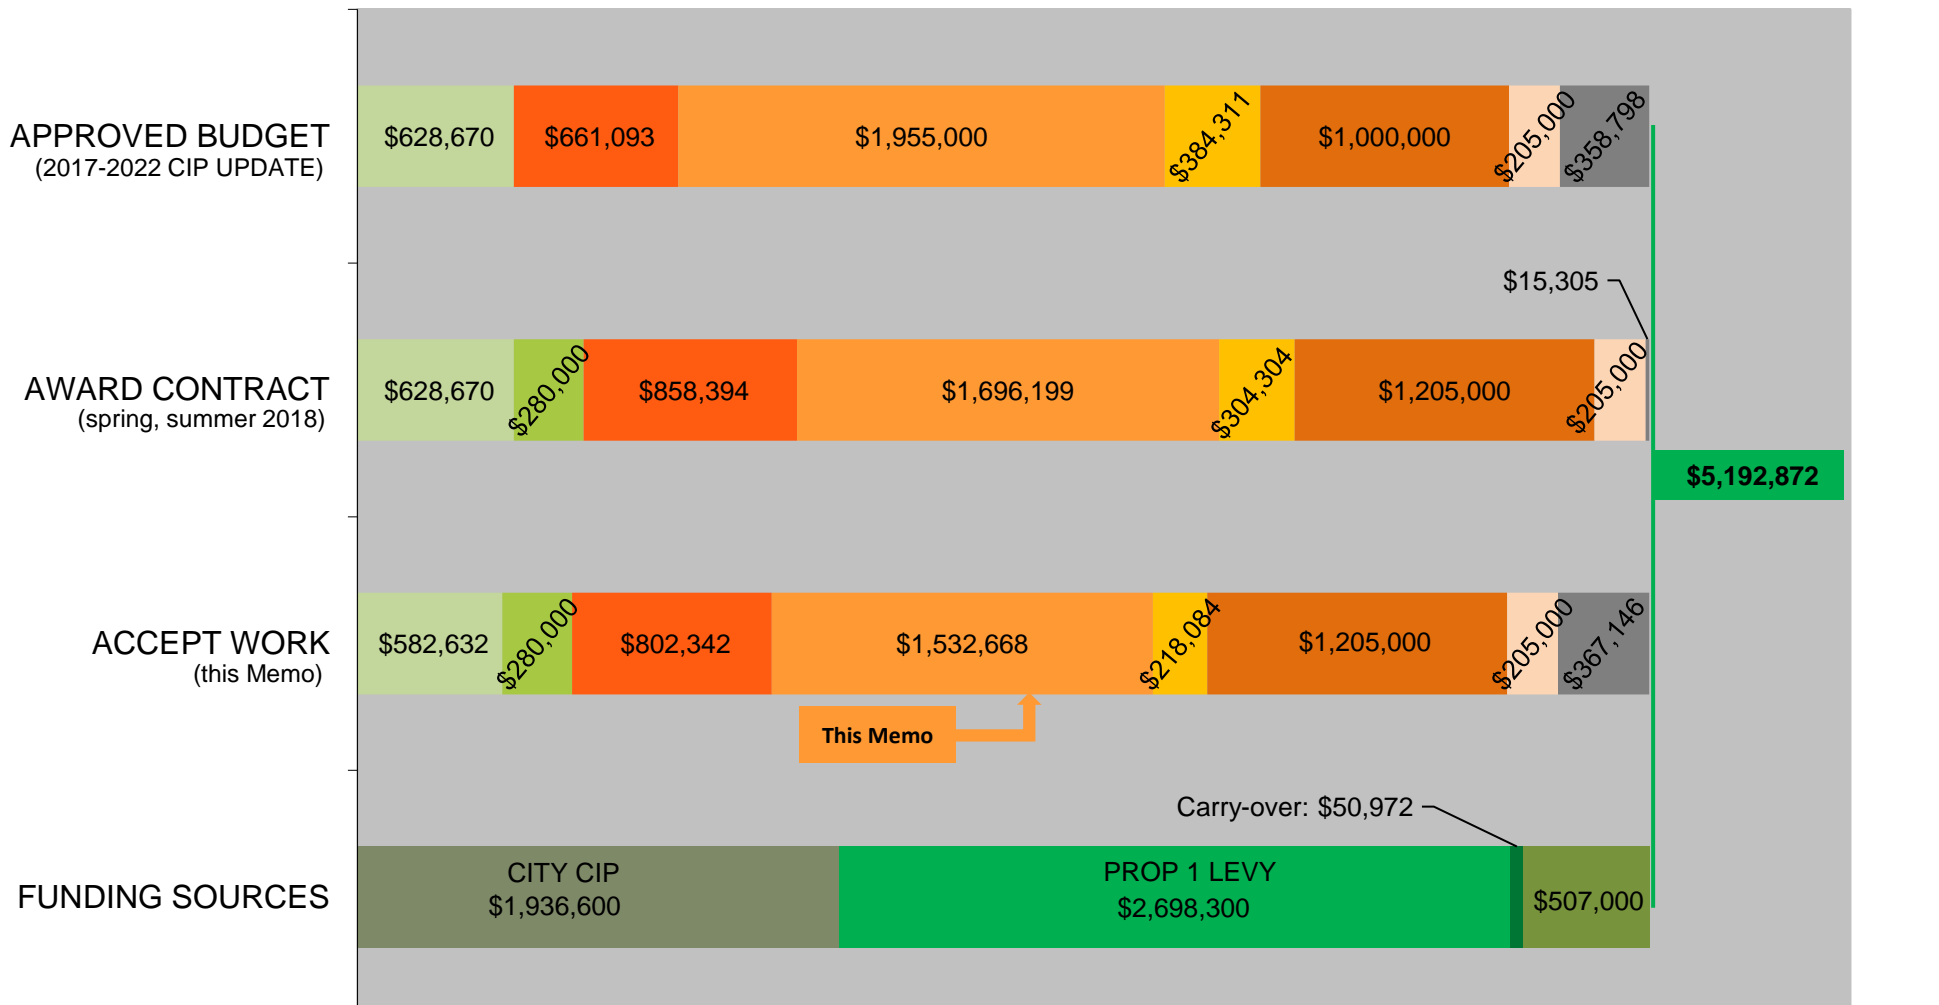 APPROVED BUDGET
(2017-2022 CIP UPDATE)
$628,670
$661,093
$1,955,000
$384,311
$1,000,000
$205,000
$358,798
$15,305
AWARD CONTRACT
(spring, summer 2018)
$628,670
$280,000
$858,394
$1,696,199
$304,304
$1,205,000
$205,000
$5,192,872
ACCEPT WORK
(this Memo)
$582,632
$280,000
$802,342
$1,532,668
$218,084
$1,205,000
$205,000
$367,146
This Memo
Carry-over: $50,972
FUNDING SOURCES
CITY CIP
$1,936,600
PROP 1 LEVY
$2,698,300
$507,000